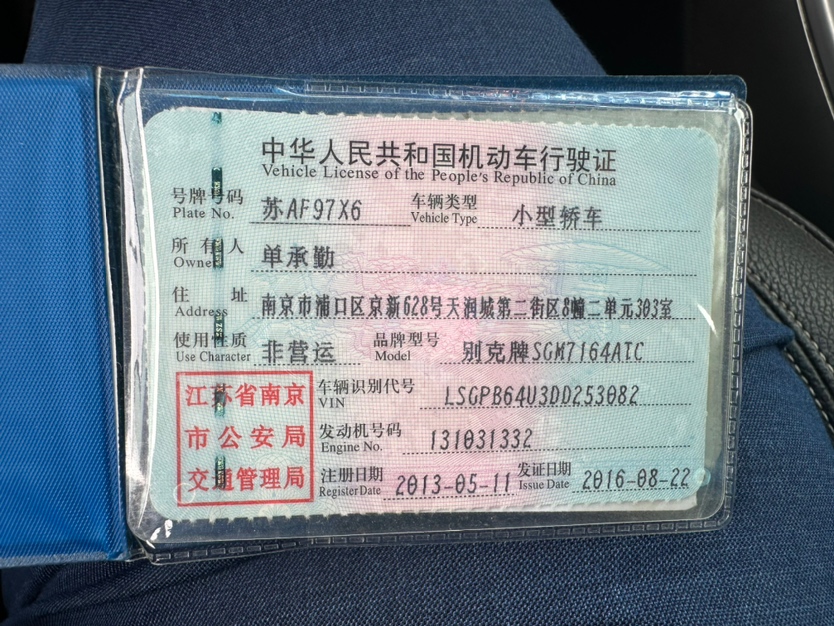 中华人民共和国机动车行驶证
Vehicle License of the People's Republic of China
号牌号码 苏AF97X6 车辆类型 小型轿车
Plate No. Vehicle Type
所有人 单承勤
Owner
住址 南京市浦口区京新628号天润城第二街区8幢二单元303室
Address
使用性质 非营运 品牌型号 别克牌SGM7164ATC
Use Character Model
江苏省南京 车辆识别代号 LSGPB64U3DD253082
VIN
市公安局 发动机号码 131031332
Engine No.
交通管理局 注册日期 2013-05-11 发证日期 2016-08-22
Register Date Issue Date